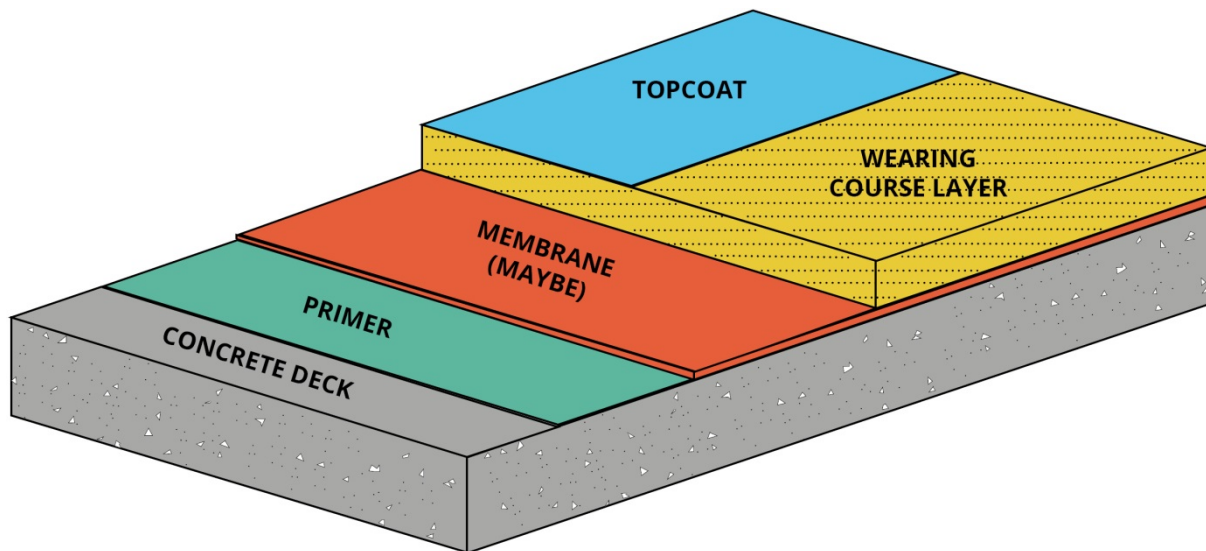 TOPCOAT
WEARING
COURSE LAYER
MEMBRANE
(MAYBE)
PRIMER
CONCRETE DECK